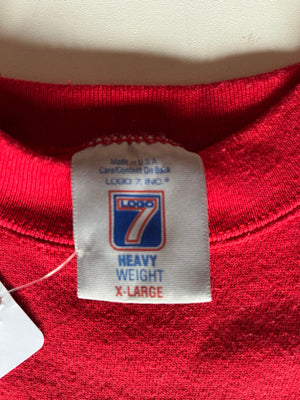 Made in U.S.A.
Care/Content On Back
LOGO 7, INC.®
LOGO
7
HEAVY
WEIGHT
X-LARGE